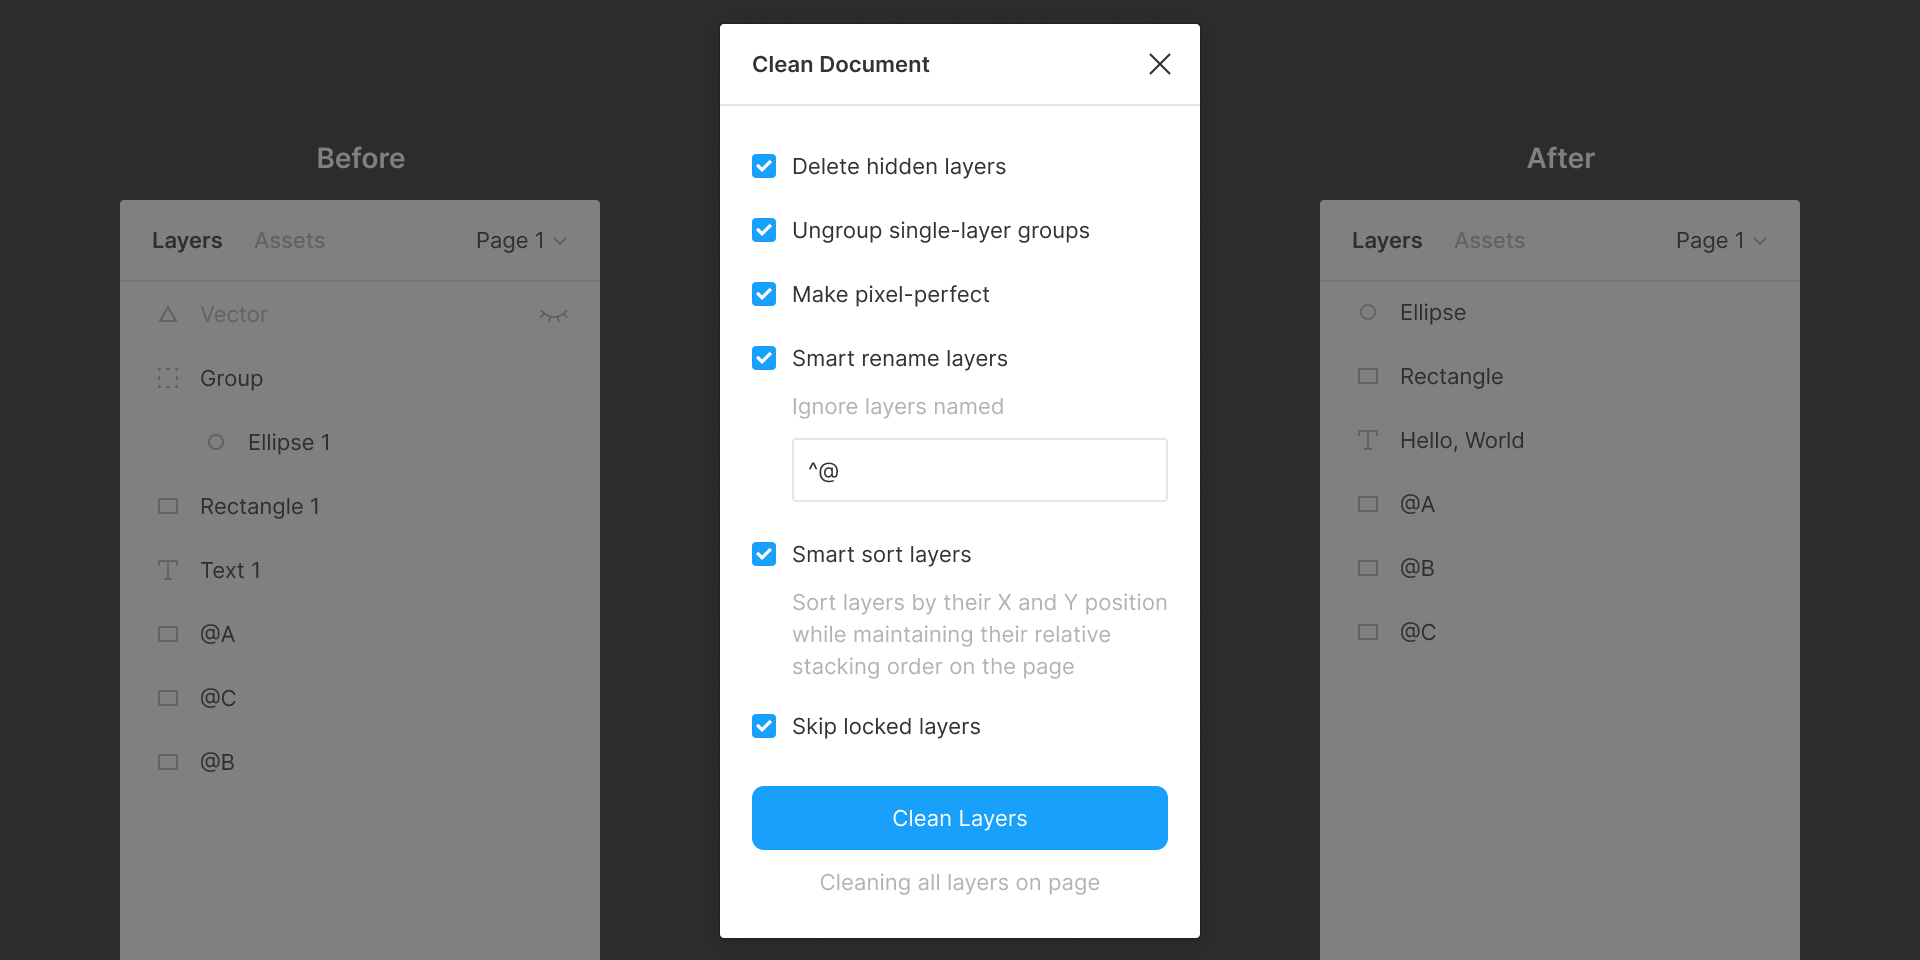 Before
Layers Assets Page 1
Vector
Group
Ellipse 1
Rectangle 1
Text 1
@A
@C
@B
Clean Document
Delete hidden layers
Ungroup single-layer groups
Make pixel-perfect
Smart rename layers
Ignore layers named
^@
Smart sort layers
Sort layers by their X and Y position
while maintaining their relative
stacking order on the page
Skip locked layers
Clean Layers
Cleaning all layers on page
After
Layers Assets Page 1
Ellipse
Rectangle
Hello, World
@A
@B
@C